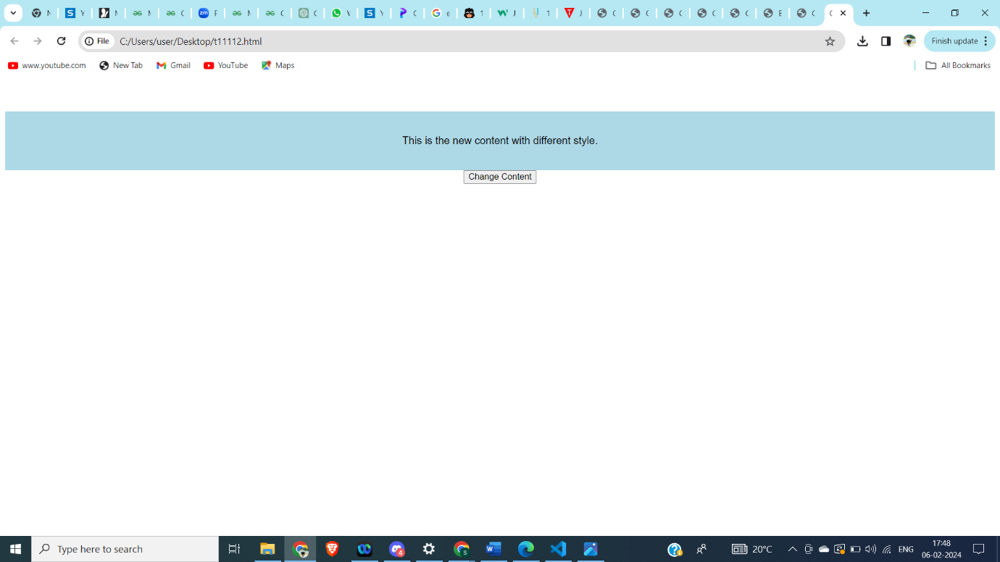 File C:/Users/user/Desktop/t11112.html Finish update
www.youtube.com New Tab Gmail YouTube Maps All Bookmarks
This is the new content with different style.
Change Content
Type here to search 4 20°C ENG 17:48
06-02-2024